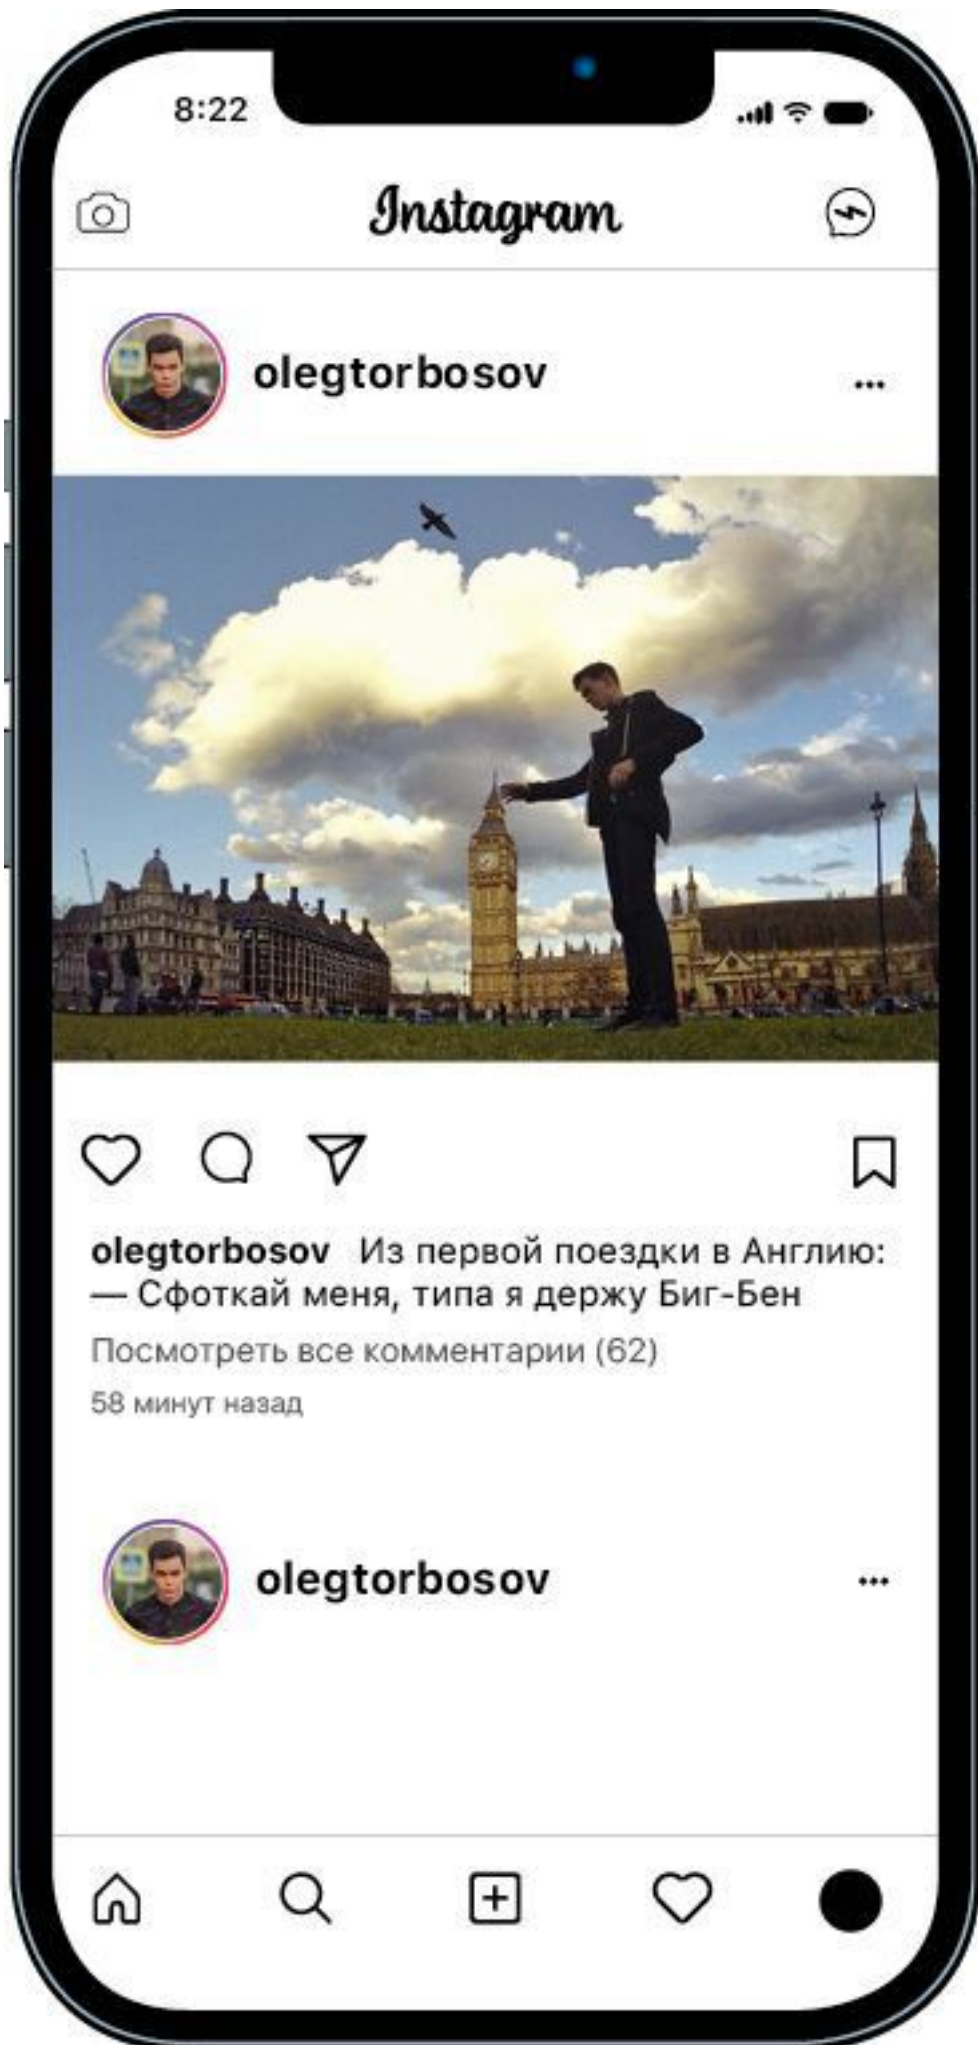 8:22
Instagram
olegtorbosov
olegtorbosov Из первой поездки в Англию:
— Сфоткай меня, типа я держу Биг-Бен
Посмотреть все комментарии (62)
58 минут назад
olegtorbosov